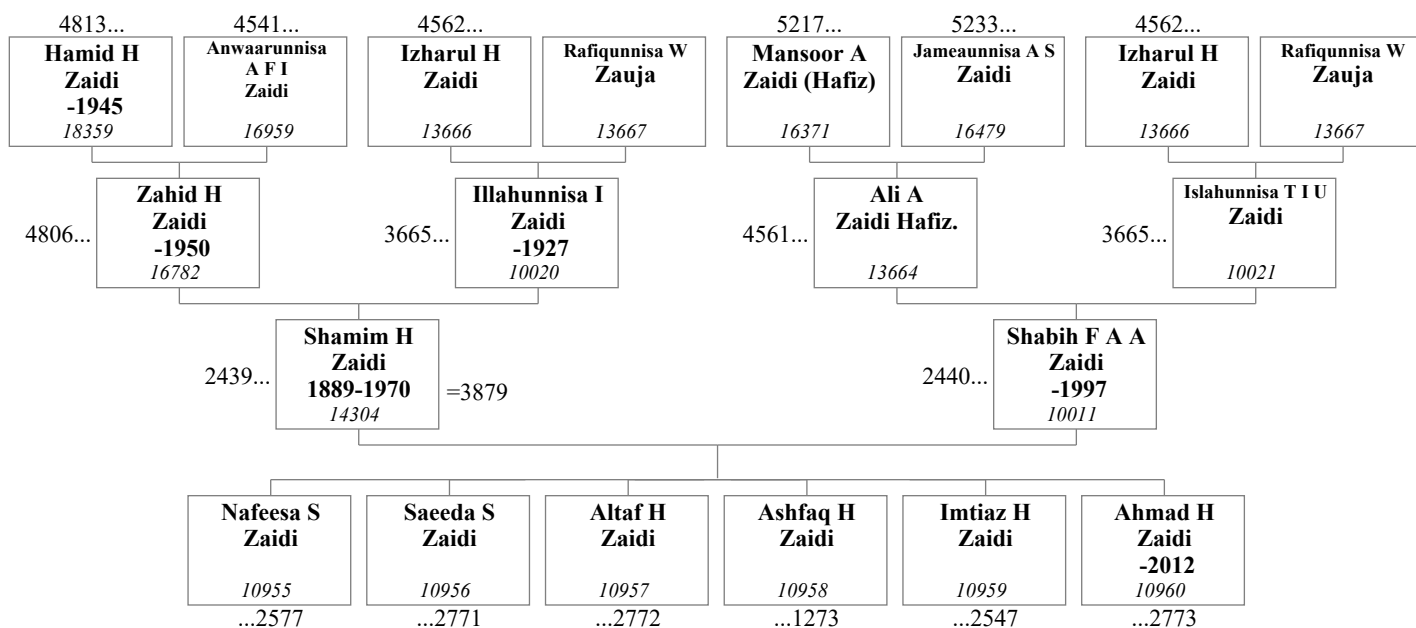 4813...
4541...
4562...
5217...
5233...
4562...
Hamid H
Zaidi
-1945
18359
Anwaarunnisa
A F I
Zaidi
16959
Izharul H
Zaidi
13666
Rafiqunnisa W
Zauja
13667
Mansoor A
Zaidi (Hafiz)
16371
Jameaunnisa A S
Zaidi
16479
Izharul H
Zaidi
13666
Rafiqunnisa W
Zauja
13667
4806...
Zahid H
Zaidi
-1950
16782
3665...
Illahunnisa I
Zaidi
-1927
10020
4561...
Ali A
Zaidi Hafiz.
13664
3665...
Islahunnisa T I U
Zaidi
10021
2439...
Shamim H
Zaidi
1889-1970
14304
=3879
2440...
Shabih F A A
Zaidi
-1997
10011
Nafeesa S
Zaidi
10955
...2577
Saeeda S
Zaidi
10956
...2771
Altaf H
Zaidi
10957
...2772
Ashfaq H
Zaidi
10958
...1273
Imtiaz H
Zaidi
10959
...2547
Ahmad H
Zaidi
-2012
10960
...2773